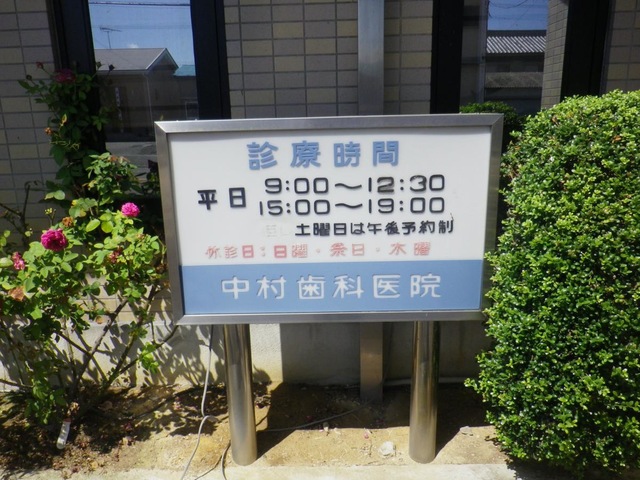 診療時間
平日 9:00～12:30
15:00～19:00
土曜日は午後予約制
休診日:日曜・祭日・木曜
中村歯科医院